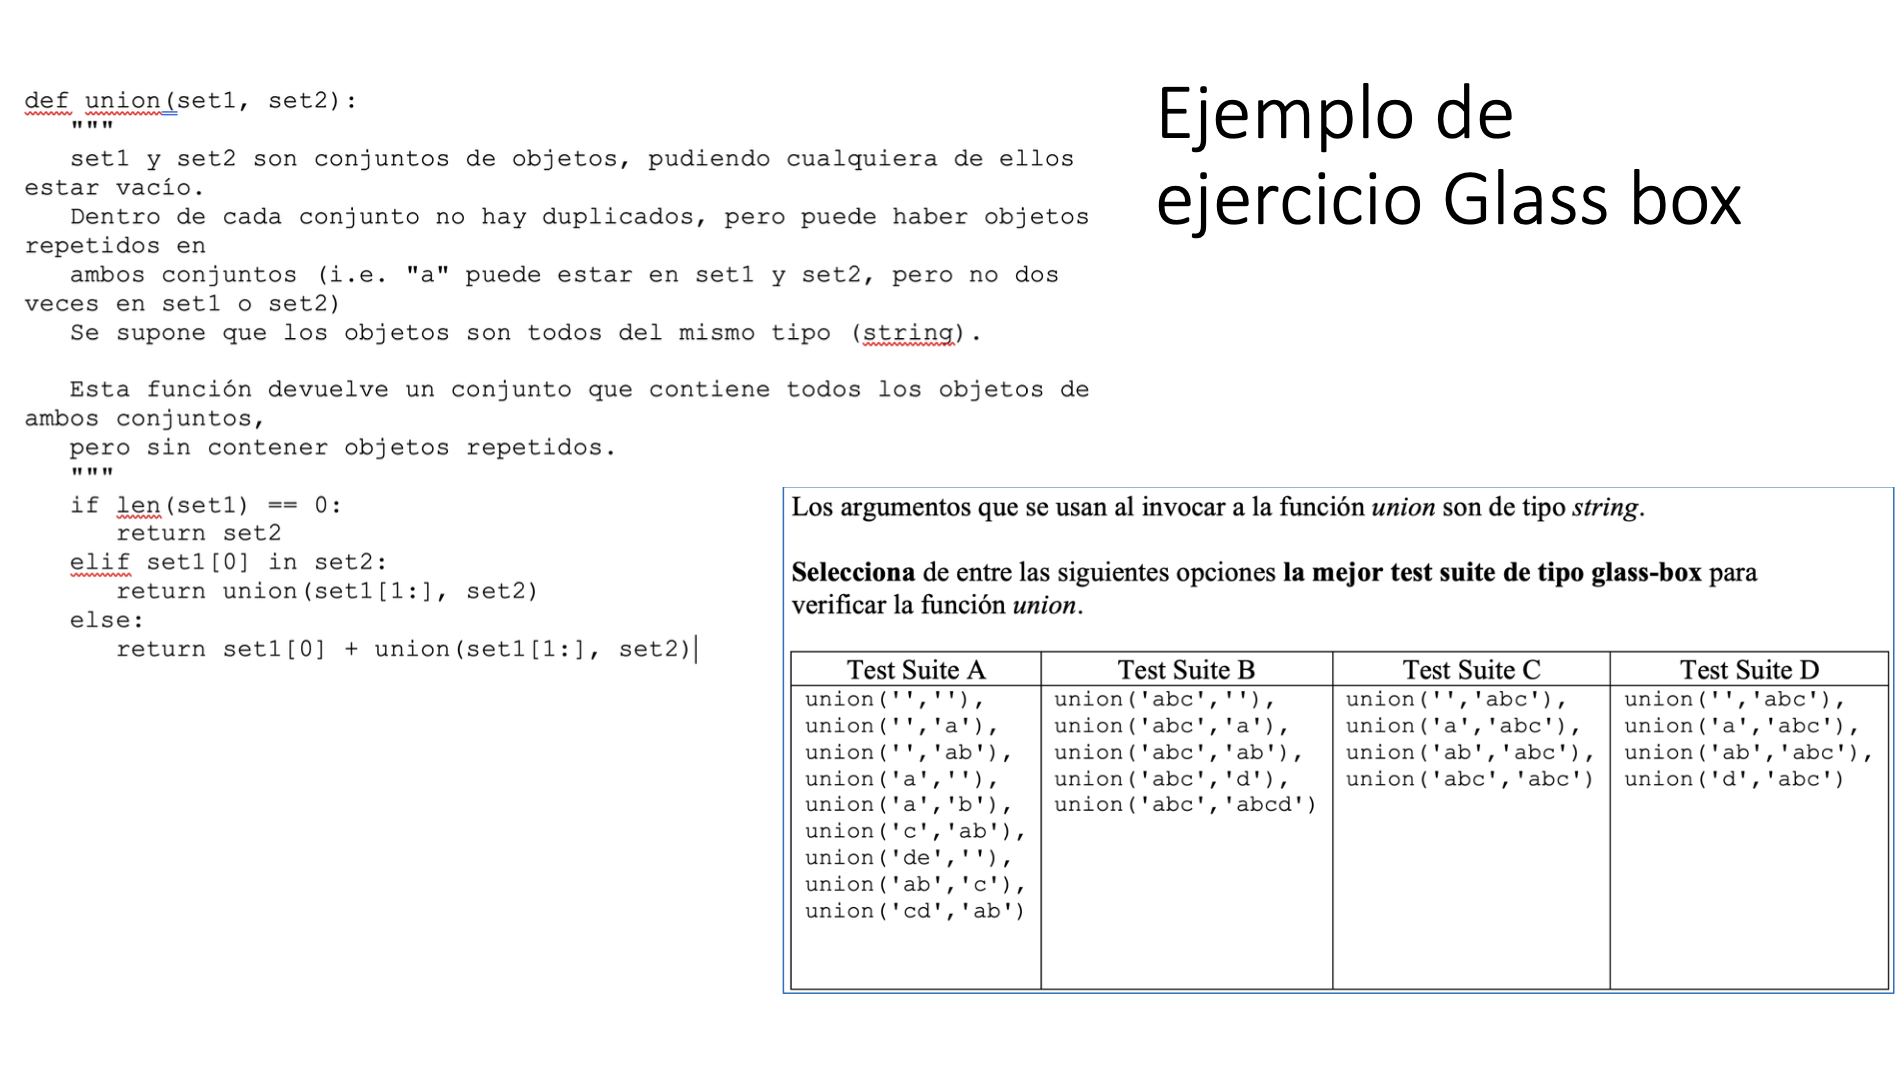 def union(set1, set2):
"""
set1 y set2 son conjuntos de objetos, pudiendo cualquiera de ellos
estar vacío.
Dentro de cada conjunto no hay duplicados, pero puede haber objetos
repetidos en
ambos conjuntos (i.e. "a" puede estar en set1 y set2, pero no dos
veces en set1 o set2)
Se supone que los objetos son todos del mismo tipo (string).
Esta función devuelve un conjunto que contiene todos los objetos de
ambos conjuntos,
pero sin contener objetos repetidos.
"""
if len(set1) == 0:
return set2
elif set1[0] in set2:
return union(set1[1:], set2)
else:
return set1[0] + union(set1[1:], set2)
Ejemplo de
ejercicio Glass box
Los argumentos que se usan al invocar a la función union son de tipo string.
Selecciona de entre las siguientes opciones la mejor test suite de tipo glass-box para
verificar la función union.
Test Suite A
union('',''),
union('','a'),
union('','ab'),
union('a',''),
union('a','b'),
union('c','ab'),
union('de',''),
union('ab','c'),
union('cd','ab')
Test Suite B
union('abc',''),
union('abc','a'),
union('abc','ab'),
union('abc','d'),
union('abc','abcd')
Test Suite C
union('','abc'),
union('a','abc'),
union('ab','abc'),
union('abc','abc')
Test Suite D
union('','abc'),
union('a','abc'),
union('ab','abc'),
union('d','abc')